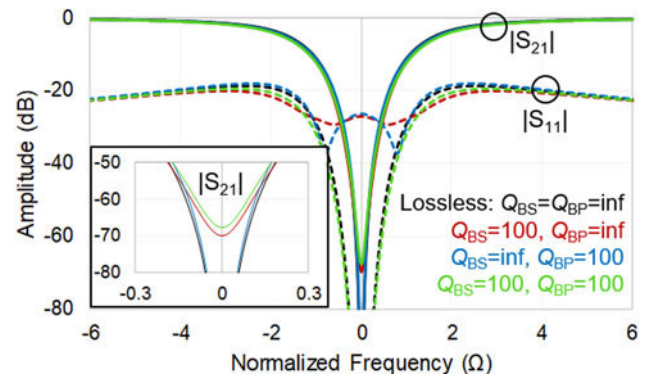 0
-20
-40
-60
-80
Amplitude (dB)
|S21|
|S11|
-50
-60
-70
-80
|S21|
-0.3
0
0.3
Lossless: QBS=QBP=inf
QBS=100, QBP=inf
QBS=inf, QBP=100
QBS=100, QBP=100
-6
-4
-2
0
2
4
6
Normalized Frequency (Ω)